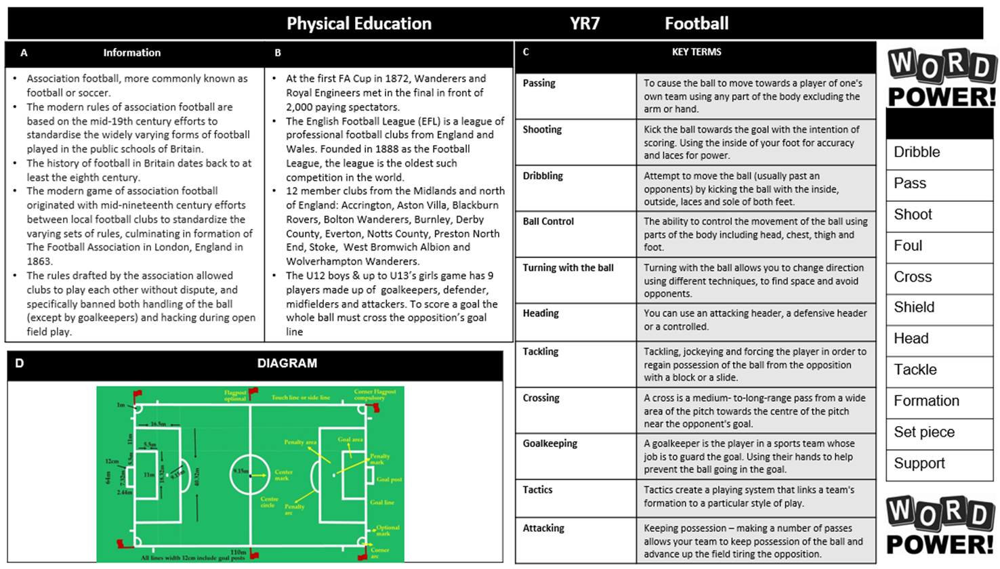 Physical Education YR7 Football
A Information
• Association football, more commonly known as
football or soccer.
• The modern rules of association football are
based on the mid-19th century efforts to
standardise the widely varying forms of football
played in the public schools of Britain.
• The history of football in Britain dates back to at
least the eighth century.
• The modern game of association football
originated with mid-nineteenth century efforts
between local football clubs to standardize the
varying sets of rules, culminating in formation of
The Football Association in London, England in
1863.
• The rules drafted by the association allowed
clubs to play each other without dispute, and
specifically banned both handling of the ball
(except by goalkeepers) and hacking during open
field play.
B
• At the first FA Cup in 1872, Wanderers and
Royal Engineers met in the final in front of
2,000 paying spectators.
• The English Football League (EFL) is a league of
professional football clubs from England and
Wales. Founded in 1888 as the Football
League, the league is the oldest such
competition in the world.
• 12 member clubs from the Midlands and north
of England: Accrington, Aston Villa, Blackburn
Rovers, Bolton Wanderers, Burnley, Derby
County, Everton, Notts County, Preston North
End, Stoke, West Bromwich Albion and
Wolverhampton Wanderers.
• The U12 boys & up to U13's girls game has 9
players made up of goalkeepers, defender,
midfielders and attackers. To score a goal the
whole ball must cross the opposition's goal
line
D DIAGRAM
Flagpost
optional
Touch line or side line
Corner Flagpost
compulsory
1m
16.5m
11m
5.5m
5.5m
12cm
64m
7.32m
2.44m
11m
18.32m
9.15m
40.32m
9.15m
Center
mark
Centre
circle
Penalty area
Goal area
Penalty
mark
Goal post
Penalty
arc
Goal line
Optional
mark
Corner
arc
110m
All lines width 12cm include goal posts
C KEY TERMS
Passing
To cause the ball to move towards a player of one's
own team using any part of the body excluding the
arm or hand.
Shooting
Kick the ball towards the goal with the intention of
scoring. Using the inside of your foot for accuracy
and laces for power.
Dribbling
Attempt to move the ball (usually past an
opponents) by kicking the ball with the inside,
outside, laces and sole of both feet.
Ball Control
The ability to control the movement of the ball using
parts of the body including head, chest, thigh and
foot.
Turning with the ball
Turning with the ball allows you to change direction
using different techniques, to find space and avoid
opponents.
Heading
You can use an attacking header, a defensive header
or a controlled.
Tackling
Tackling, jockeying and forcing the player in order to
regain possession of the ball from the opposition
with a block or a slide.
Crossing
A cross is a medium- to-long-range pass from a wide
area of the pitch towards the centre of the pitch
near the opponent's goal.
Goalkeeping
A goalkeeper is the player in a sports team whose
job is to guard the goal. Using their hands to help
prevent the ball going in the goal.
Tactics
Tactics create a playing system that links a team's
formation to a particular style of play.
Attacking
Keeping possession – making a number of passes
allows your team to keep possession of the ball and
advance up the field tiring the opposition.
WORD
POWER!
Dribble
Pass
Shoot
Foul
Cross
Shield
Head
Tackle
Formation
Set piece
Support
WORD
POWER!